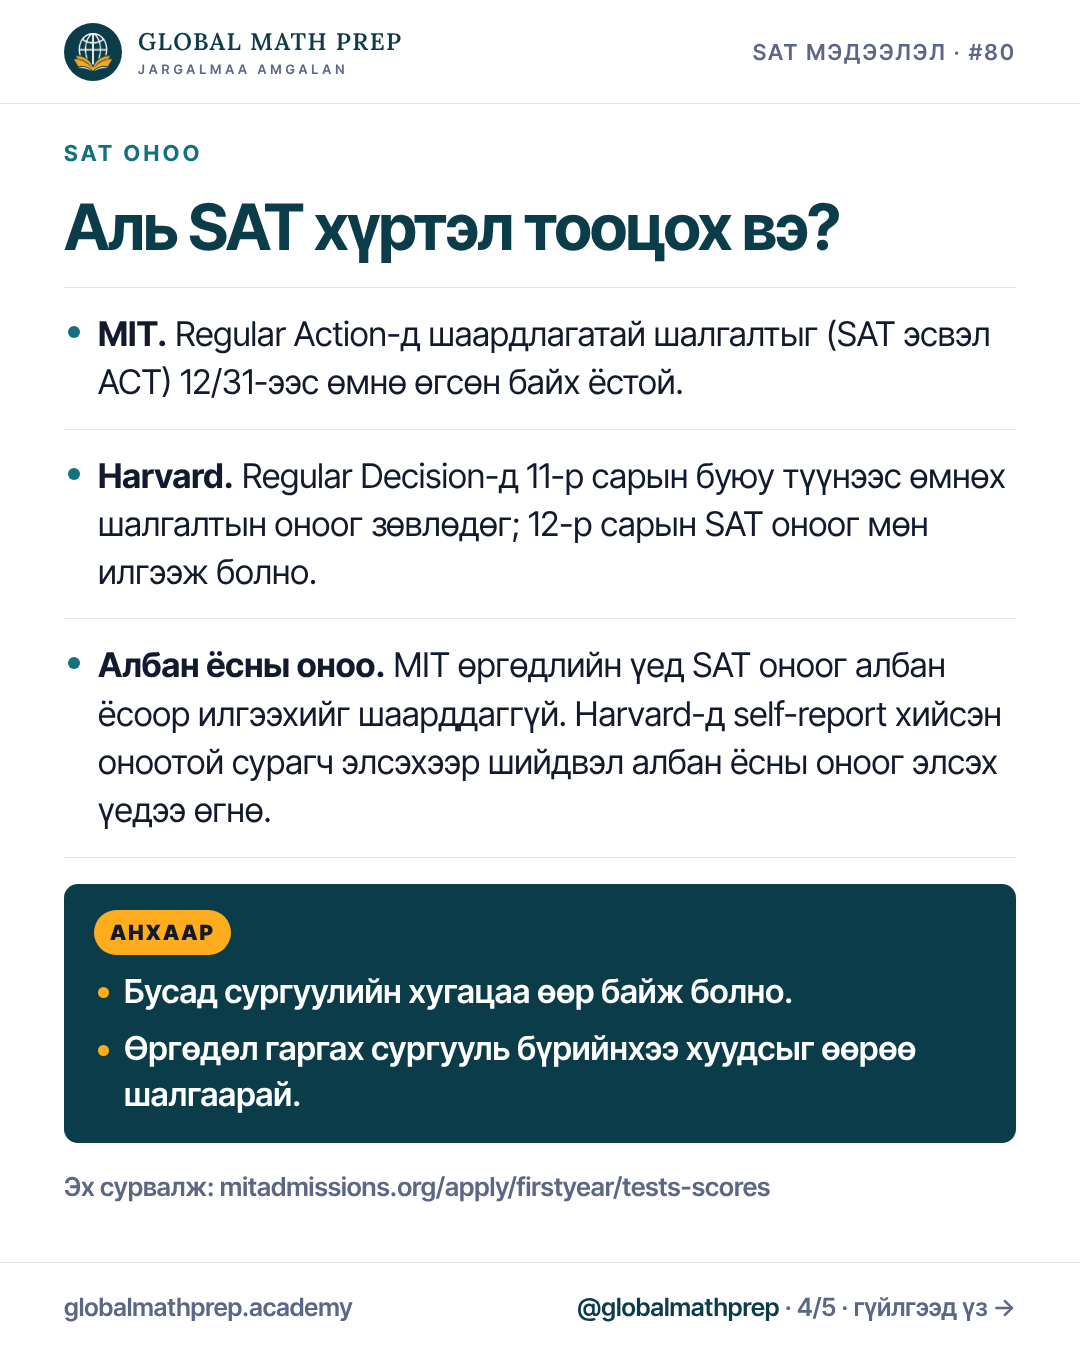 GLOBAL MATH PREP
JARGALMAA AMGALAN
SAT МЭДЭЭЛЭЛ · #80
SAT ОНОО
Аль SAT хүртэл тооцох вэ?
• MIT. Regular Action-д шаардлагатай шалгалтыг (SAT эсвэл
ACT) 12/31-ээс өмнө өгсөн байх ёстой.
• Harvard. Regular Decision-д 11-р сарын буюу түүнээс өмнөх
шалгалтын оноог зөвлөдөг; 12-р сарын SAT оноог мөн
илгээж болно.
• Албан ёсны оноо. MIT өргөдлийн үед SAT оноог албан
ёсоор илгээхийг шаарддаггүй. Harvard-д self-report хийсэн
оноотой сурагч элсэхээр шийдвэл албан ёсны оноог элсэх
үедээ өгнө.
АНХААР
• Бусад сургуулийн хугацаа өөр байж болно.
• Өргөдөл гаргах сургууль бүрийнхээ хуудсыг өөрөө
шалгаарай.
Эх сурвалж: mitadmissions.org/apply/firstyear/tests-scores
globalmathprep.academy
@globalmathprep · 4/5 · гүйлгээд үз →